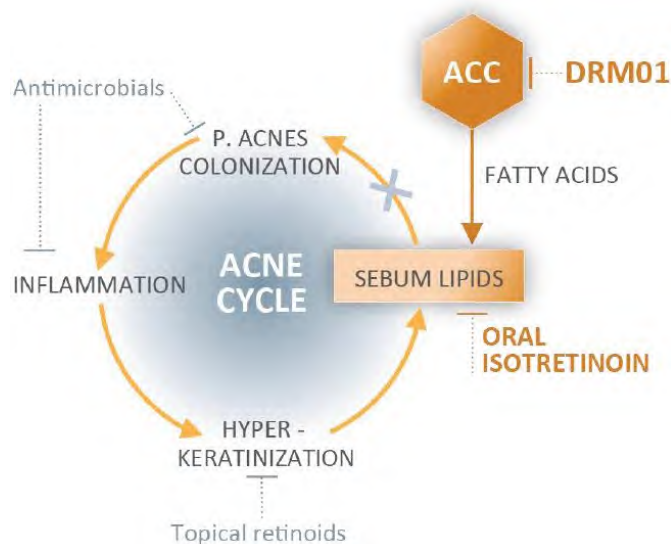 ACC
DRM01
Antimicrobials
P. ACNES
COLONIZATION
FATTY ACIDS
ACNE
CYCLE
SEBUM LIPIDS
INFLAMMATION
ORAL
ISOTRETINOIN
HYPER -
KERATINIZATION
Topical retinoids